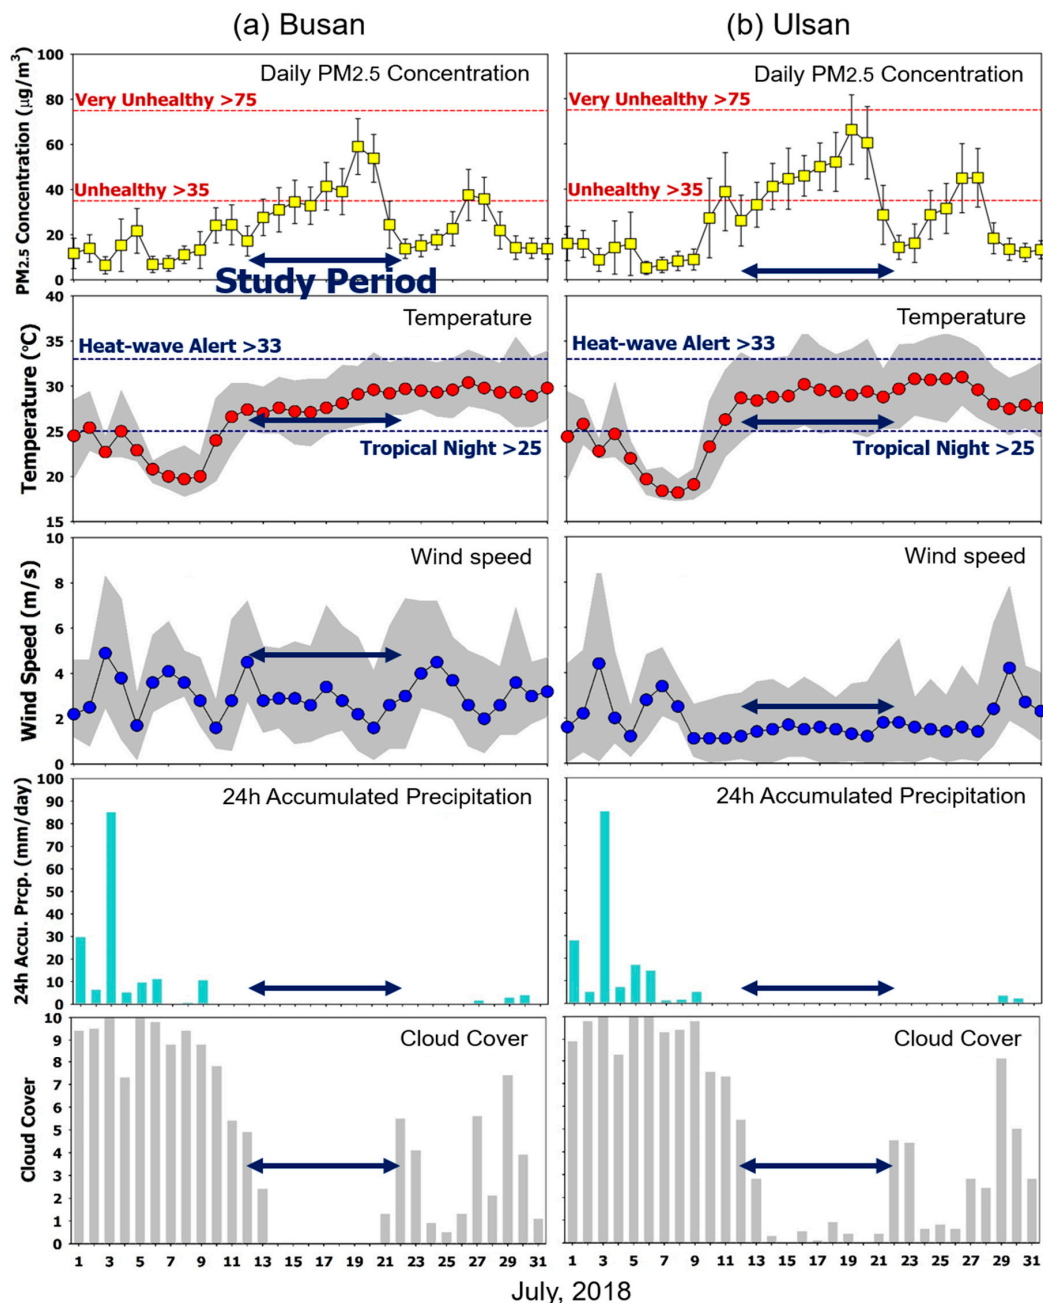 (a) Busan
(b) Ulsan
PM2.5 Concentration (μg/m3)
100
80
60
40
20
0
Daily PM2.5 Concentration
Very Unhealthy >75
Unhealthy >35
Study Period
Daily PM2.5 Concentration
Very Unhealthy >75
Unhealthy >35
Temperature (°C)
40
35
30
25
20
15
Temperature
Heat-wave Alert >33
Tropical Night >25
Temperature
Heat-wave Alert >33
Tropical Night >25
Wind Speed (m/s)
10
8
6
4
2
0
Wind speed
Wind speed
24h Accu. Prcp. (mm/day)
100
90
80
70
60
50
40
30
20
10
0
24h Accumulated Precipitation
24h Accumulated Precipitation
Cloud Cover
10
9
8
7
6
5
4
3
2
1
0
Cloud Cover
Cloud Cover
1 3 5 7 9 11 13 15 17 19 21 23 25 27 29 31
1 3 5 7 9 11 13 15 17 19 21 23 25 27 29 31
July, 2018